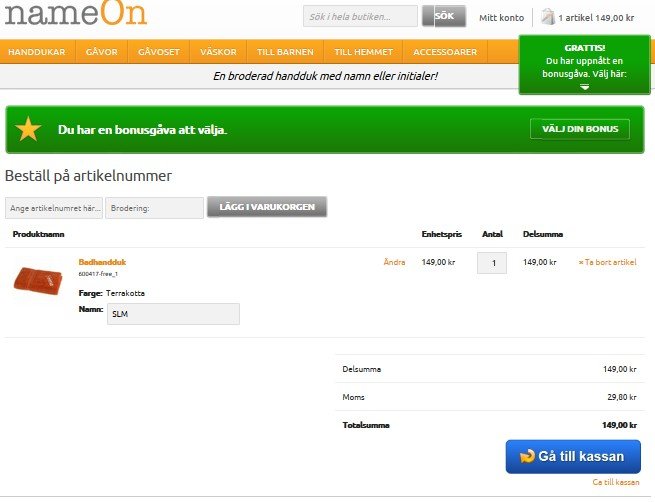 nameOn
Sök i hela butiken...
SÖK
Mitt konto
1 artikel 149,00 kr
HANDDUKAR GÅVOR GÅVOSET VÄSKOR TILL BARNEN TILL HEMMET ACCESSOARER
GRATTIS!
Du har uppnått en
bonusgåva. Välj här:
En broderad handduk med namn eller initialer!
Du har en bonusgåva att välja.
VÄLJ DIN BONUS
Beställ på artikelnummer
Ange artikelnumret här...
Brodering:
LÄGG I VARUKORGEN
Produktnamn Enhetspris Antal Delsumma
Badhandduk Ändra 149,00 kr 1 149,00 kr × Ta bort artikel
600417-free_1
Farge: Terrakotta
Namn: SLM
Delsumma 149,00 kr
Moms 29,80 kr
Totalsumma 149,00 kr
Gå till kassan
Ga till kassan